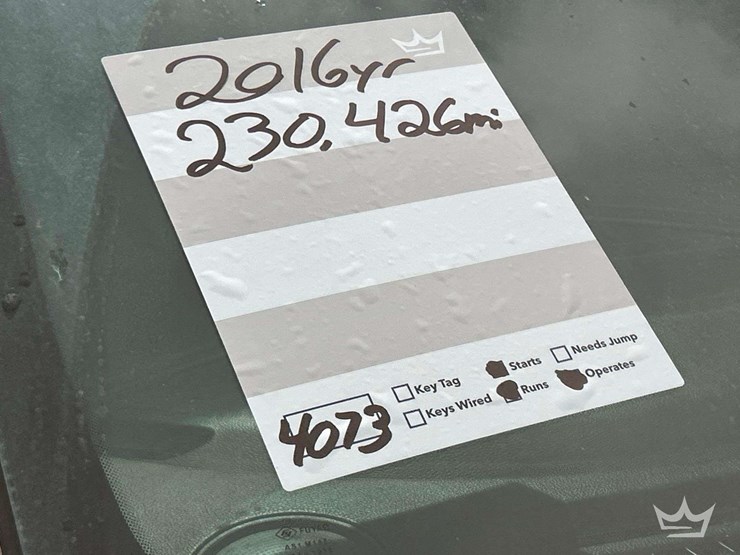 2016yr
230,426mi
Key Tag
Starts
Needs Jump
Keys Wired
Runs
Operates
4073